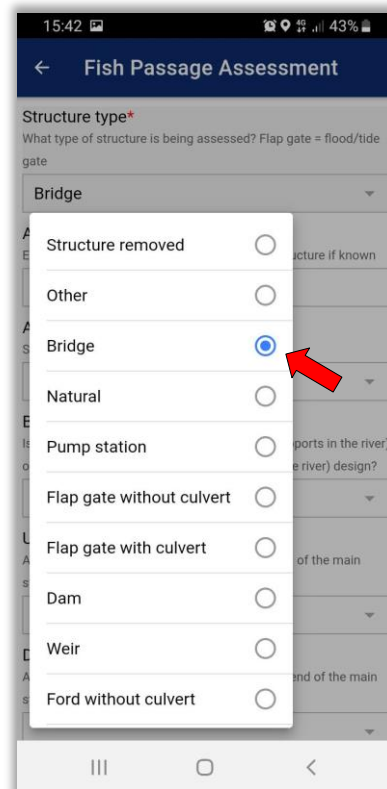 15:42 43%
← Fish Passage Assessment
Structure type*
What type of structure is being assessed? Flap gate = flood/tide
gate
Bridge
Structure removed
ucture if known
Other
Bridge
Natural
ports in the river)
Pump station
e river) design?
Flap gate without culvert
Flap gate with culvert
of the main
Dam
Weir
end of the main
Ford without culvert